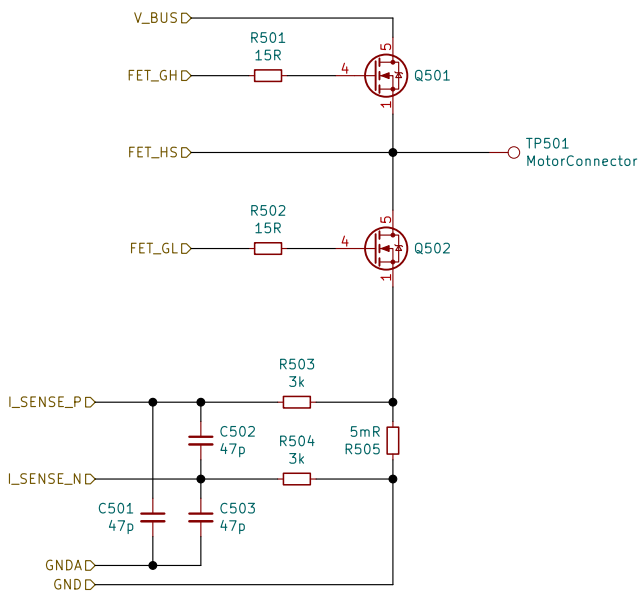 V_BUS
R501
15R
5
FET_GH
4
Q501
1
FET_HS
TP501
MotorConnector
R502
15R
5
FET_GL
4
Q502
1
R503
3k
I_SENSE_P
C502
47p
5mR
R505
R504
3k
I_SENSE_N
C501
47p
C503
47p
GNDA
GND